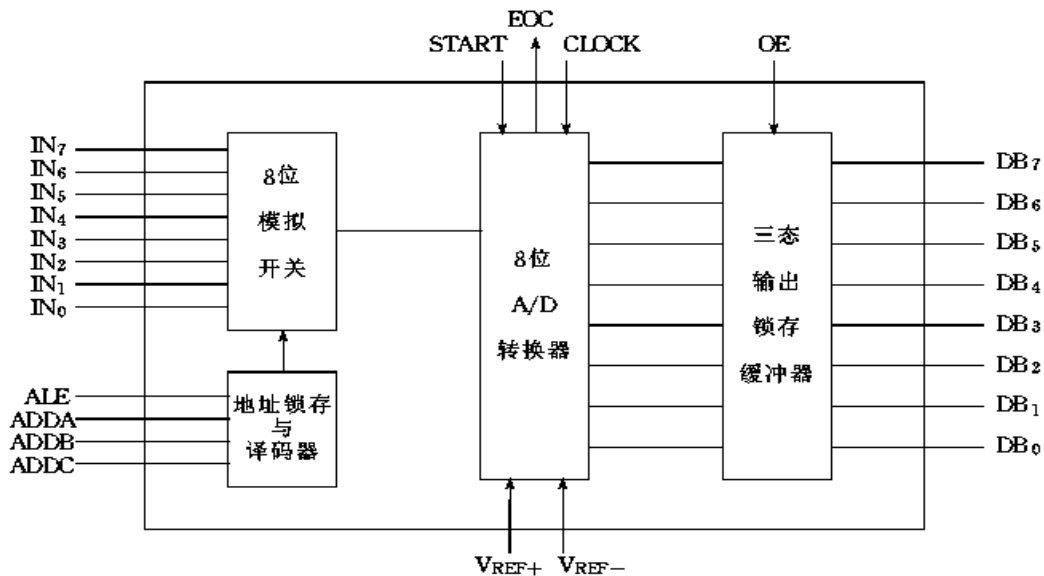 EOC
START
CLOCK
OE
IN7
IN6
IN5
IN4
IN3
IN2
IN1
IN0
8位
模拟
开关
ALE
ADDA
ADDB
ADDC
地址锁存
与
译码器
8位
A/D
转换器
三态
输出
锁存
缓冲器
DB7
DB6
DB5
DB4
DB3
DB2
DB1
DB0
VREF+
VREF−